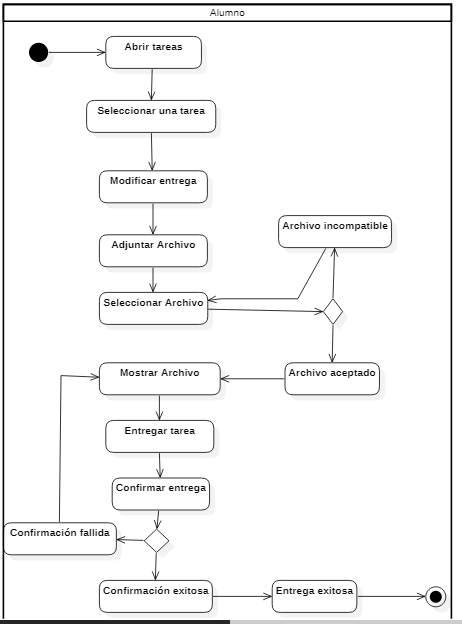 Alumno
Abrir tareas
Seleccionar una tarea
Modificar entrega
Adjuntar Archivo
Archivo incompatible
Seleccionar Archivo
Mostrar Archivo
Archivo aceptado
Entregar tarea
Confirmar entrega
Confirmación fallida
Confirmación exitosa
Entrega exitosa